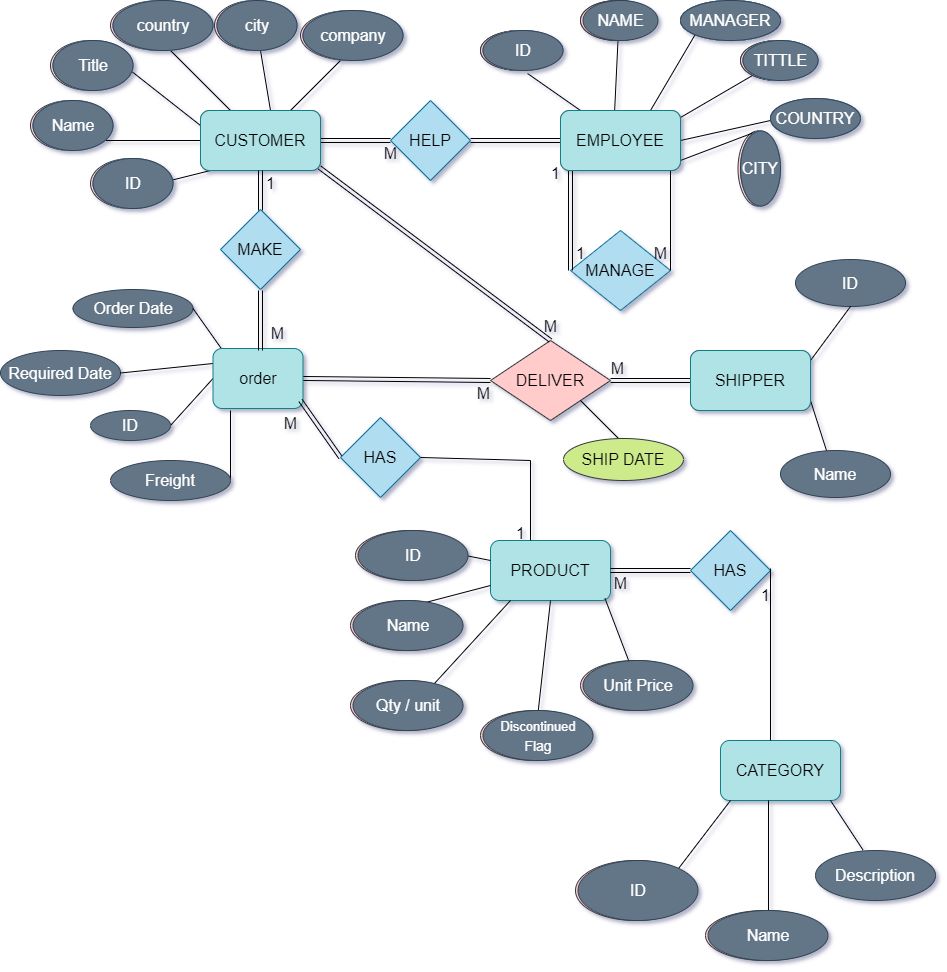 country
city
company
NAME
MANAGER
ID
TITTLE
Title
COUNTRY
Name
CUSTOMER
HELP
EMPLOYEE
M
CITY
ID
1
1
MAKE
1
M
MANAGE
ID
Order Date
M
M
Required Date
order
M
DELIVER
M
SHIPPER
ID
M
HAS
SHIP DATE
Name
Freight
1
ID
PRODUCT
M
HAS
1
Name
Qty / unit
Unit Price
Discontinued
Flag
CATEGORY
ID
Description
Name